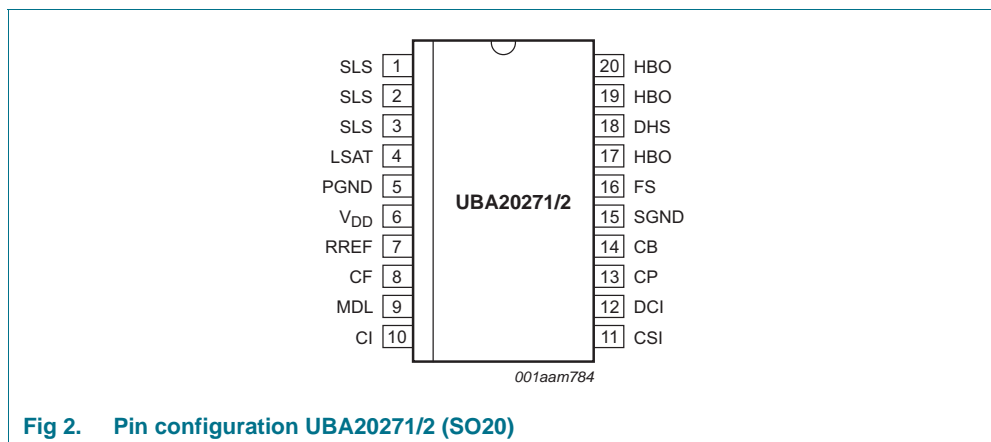 SLS 1
20 HBO
SLS 2
19 HBO
SLS 3
18 DHS
LSAT 4
17 HBO
PGND 5
16 FS
UBA20271/2
VDD 6
15 SGND
RREF 7
14 CB
CF 8
13 CP
MDL 9
12 DCI
CI 10
11 CSI
001aam784
Fig 2. Pin configuration UBA20271/2 (SO20)